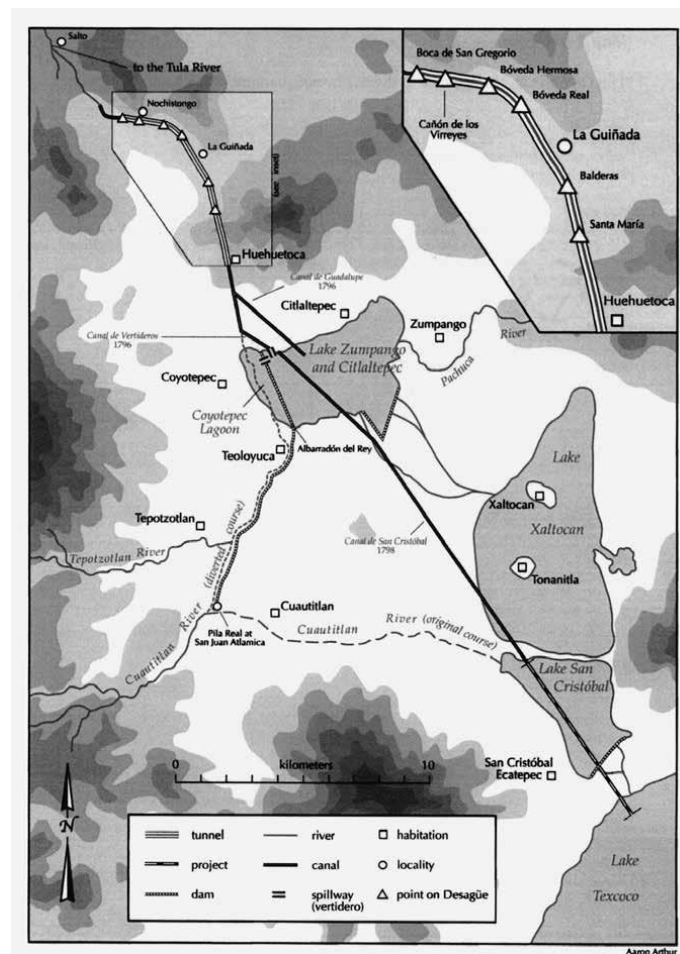 Salto
to the Tula River
Nochistongo
La Guiñada
(see inset)
Huehuetoca
Boca de San Gregorio
Bóveda Hermosa
Bóveda Real
Cañón de los
Virreyes
La Guiñada
Balderas
Santa María
Huehuetoca
Canal de Guadalupe
1796
Citlaltepec
Zumpango
River
Pachuca
Canal de Vertideros
1796
Lake Zumpango
and Citlaltepec
Coyotepec
Coyotepec
Lagoon
Albarradón del Rey
Teoloyuca
Lake
Xaltocan
Xaltocan
Tepotzotlan
Canal de San Cristóbal
1798
Tepotzotlan River
Tonanitla
(diverted course)
River
Cuautitlan
Cuautitlan
Pila Real at
San Juan Atlamica
Cuautitlan
River (original course)
Lake San
Cristóbal
0
kilometers
10
San Cristóbal
Ecatepec
N
tunnel
river
habitation
project
canal
locality
dam
spillway
(vertidero)
point on Desagüe
Lake
Texcoco
Aaron Arthur